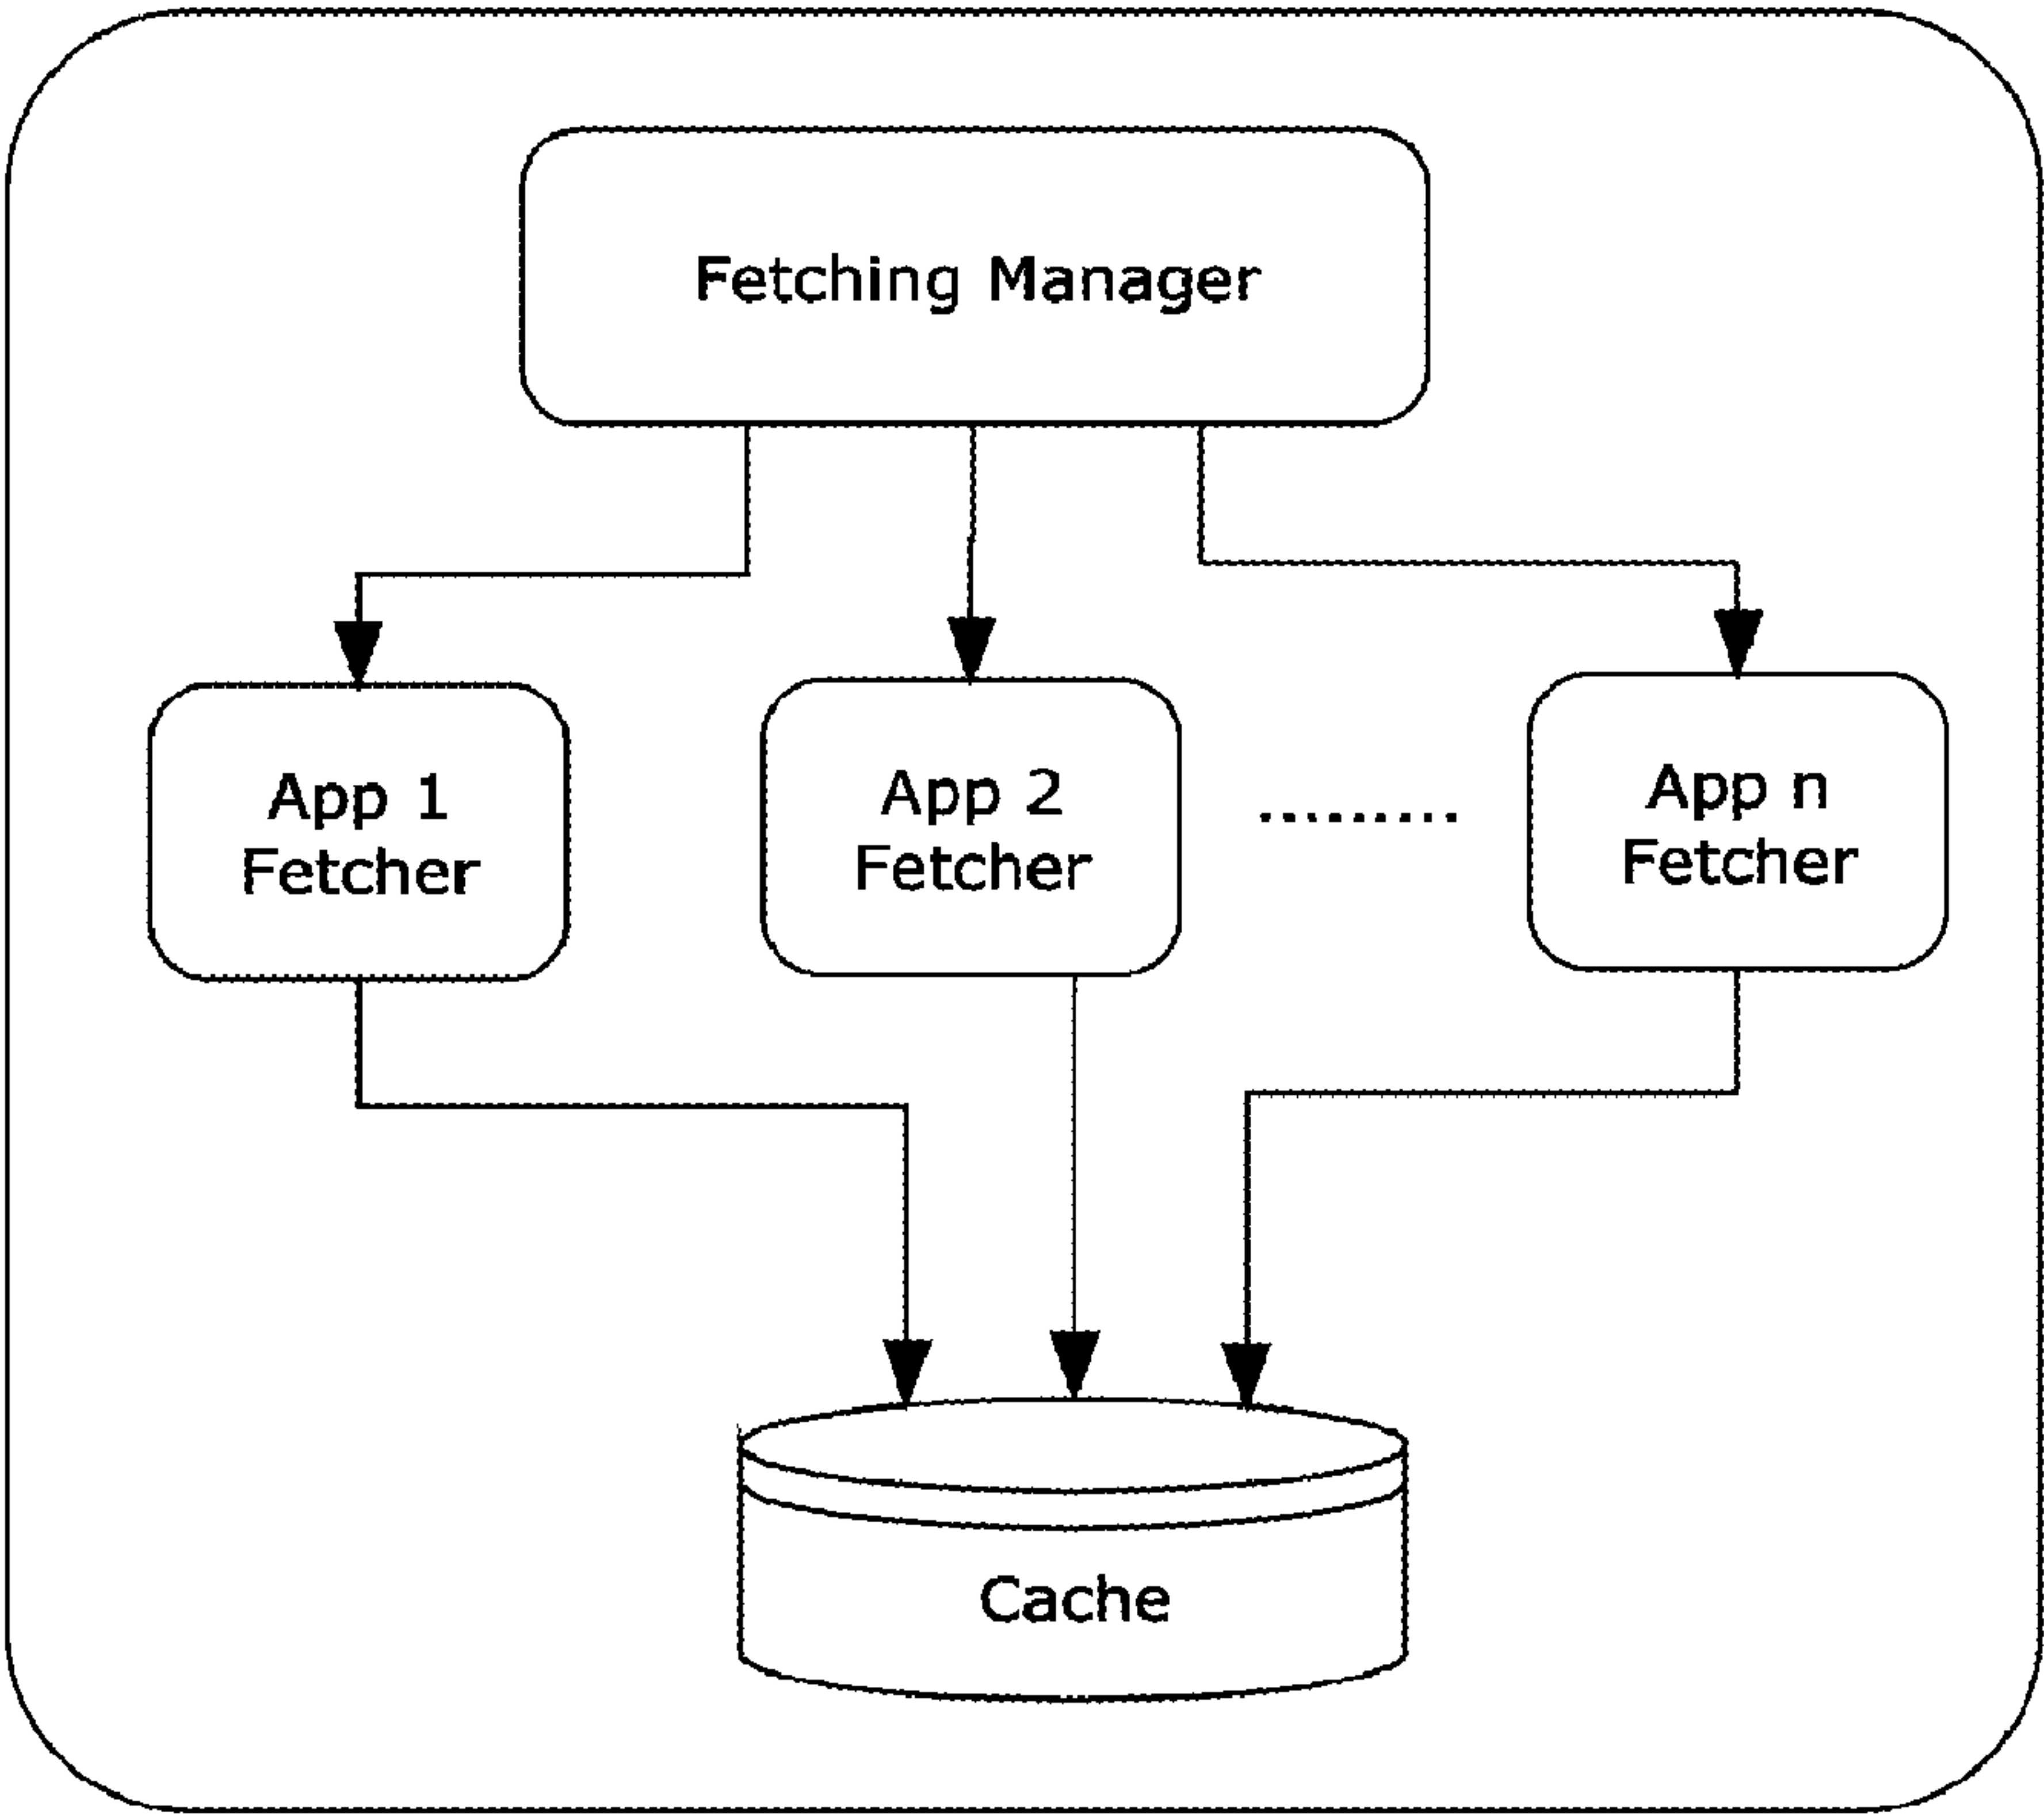 Fetching Manager
App 1
Fetcher
App 2
Fetcher
.........
App n
Fetcher
Cache